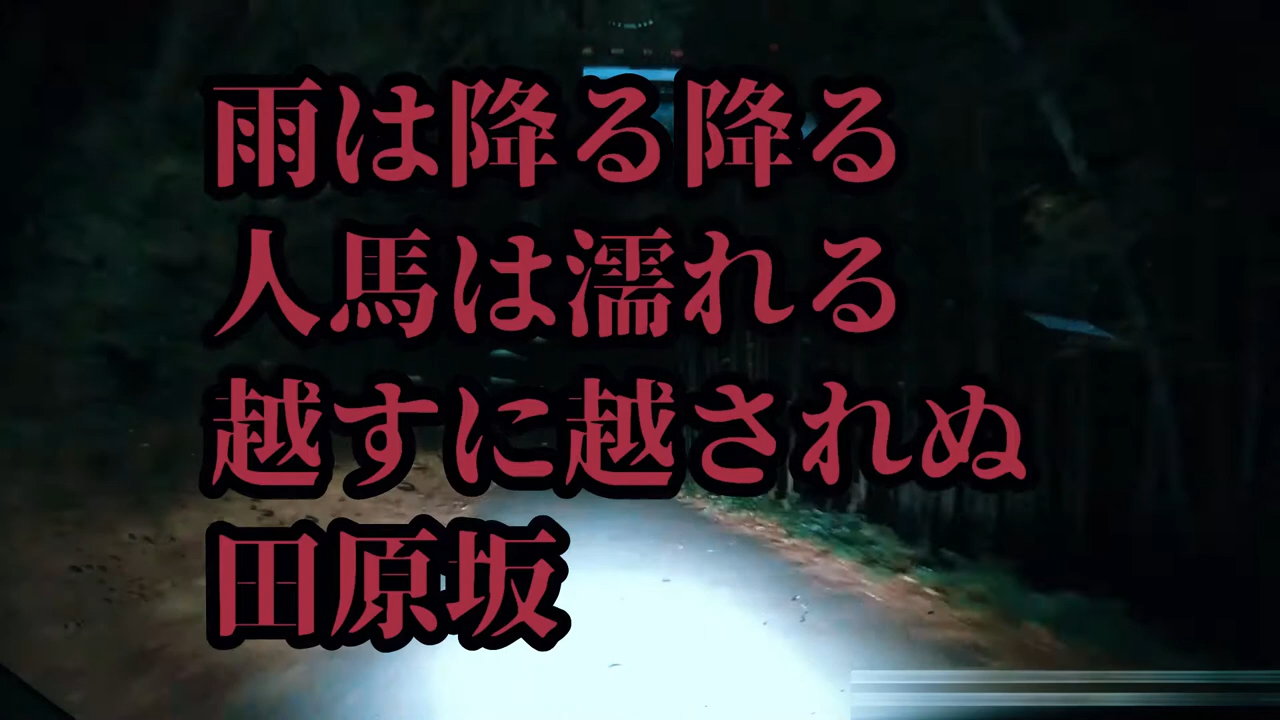 雨は降る降る
人馬は濡れる
越すに越されぬ
田原坂